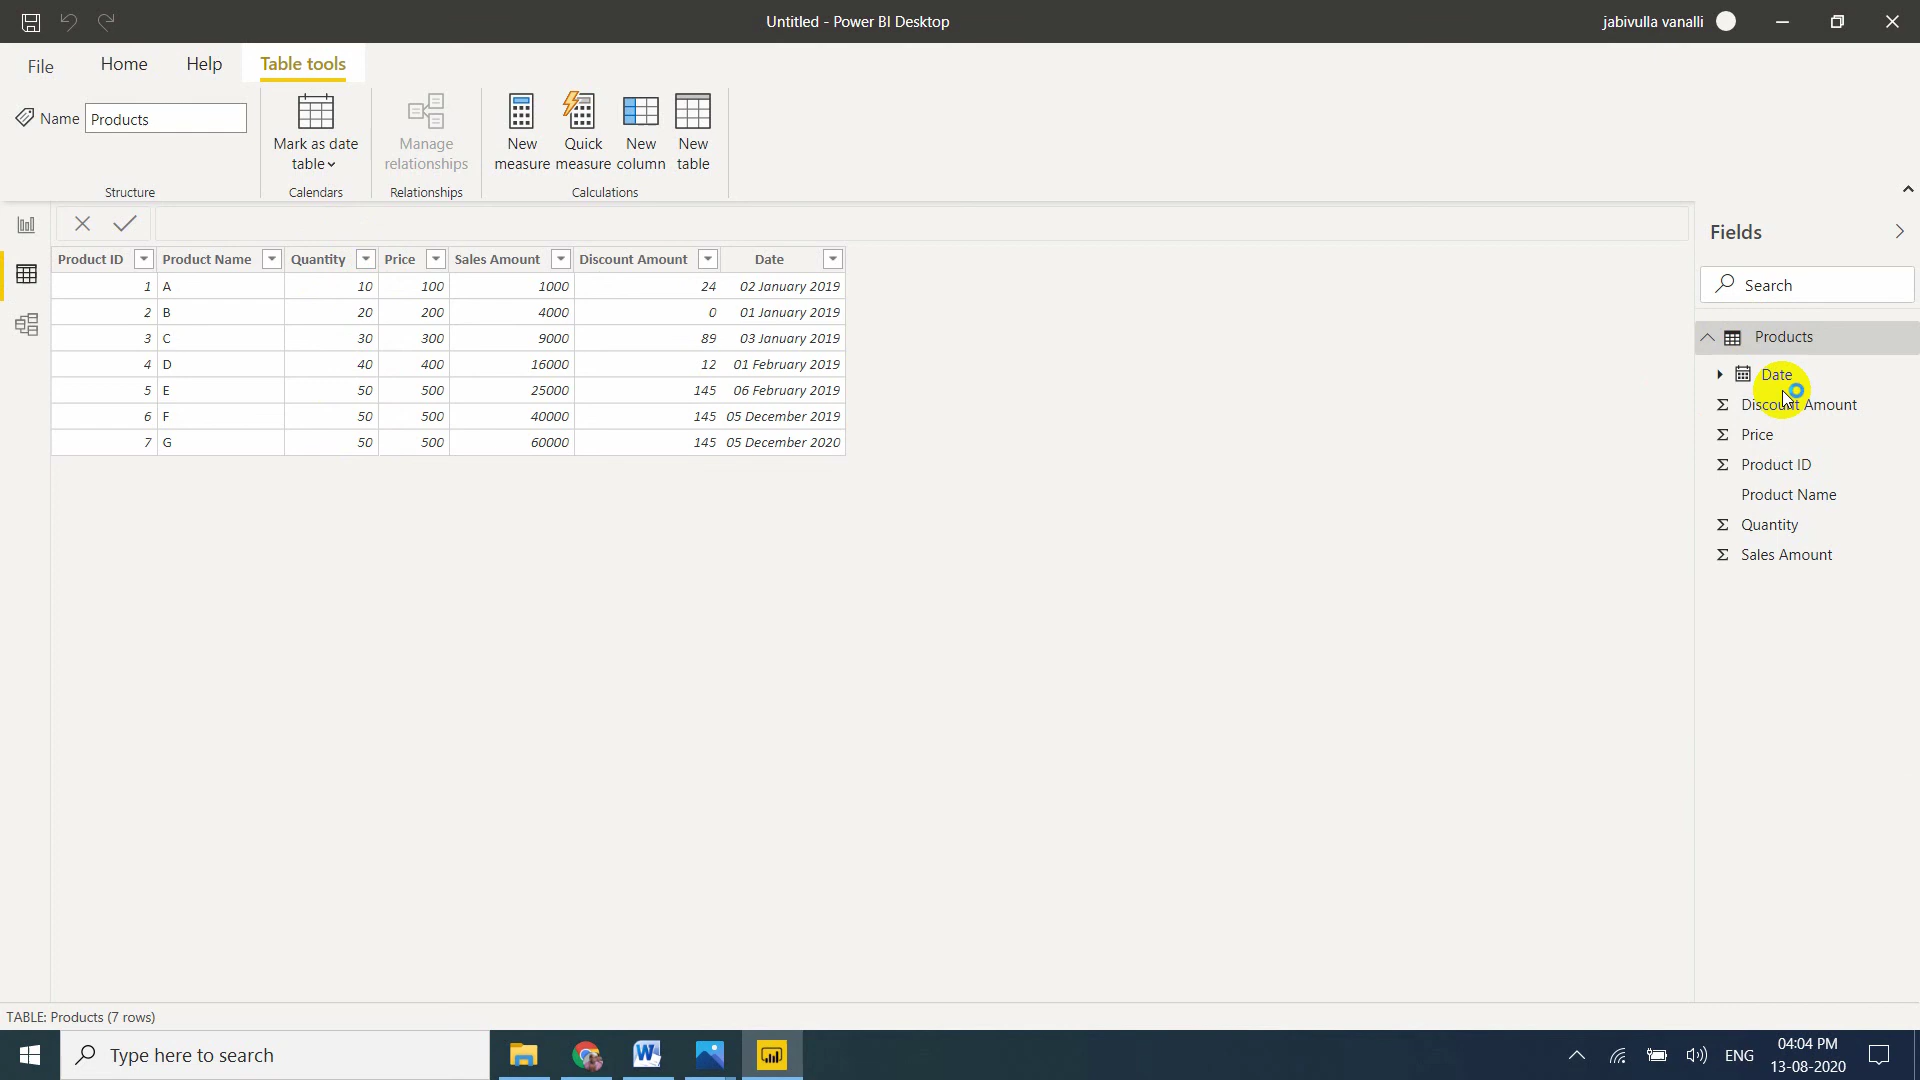 Untitled - Power BI Desktop
jabivulla vanalli
File
Home
Help
Table tools
Name
Products
Mark as date
table
Manage
relationships
New
measure
Quick
measure
New
column
New
table
Structure
Calendars
Relationships
Calculations
Product ID Product Name Quantity Price Sales Amount Discount Amount Date
1 A 10 100 1000 24 02 January 2019
2 B 20 200 4000 0 01 January 2019
3 C 30 300 9000 89 03 January 2019
4 D 40 400 16000 12 01 February 2019
5 E 50 500 25000 145 06 February 2019
6 F 50 500 40000 145 05 December 2019
7 G 50 500 60000 145 05 December 2020
Fields
Search
Products
Date
Σ Discount Amount
Σ Price
Σ Product ID
Product Name
Σ Quantity
Σ Sales Amount
TABLE: Products (7 rows)
Type here to search
W
ENG
04:04 PM
13-08-2020